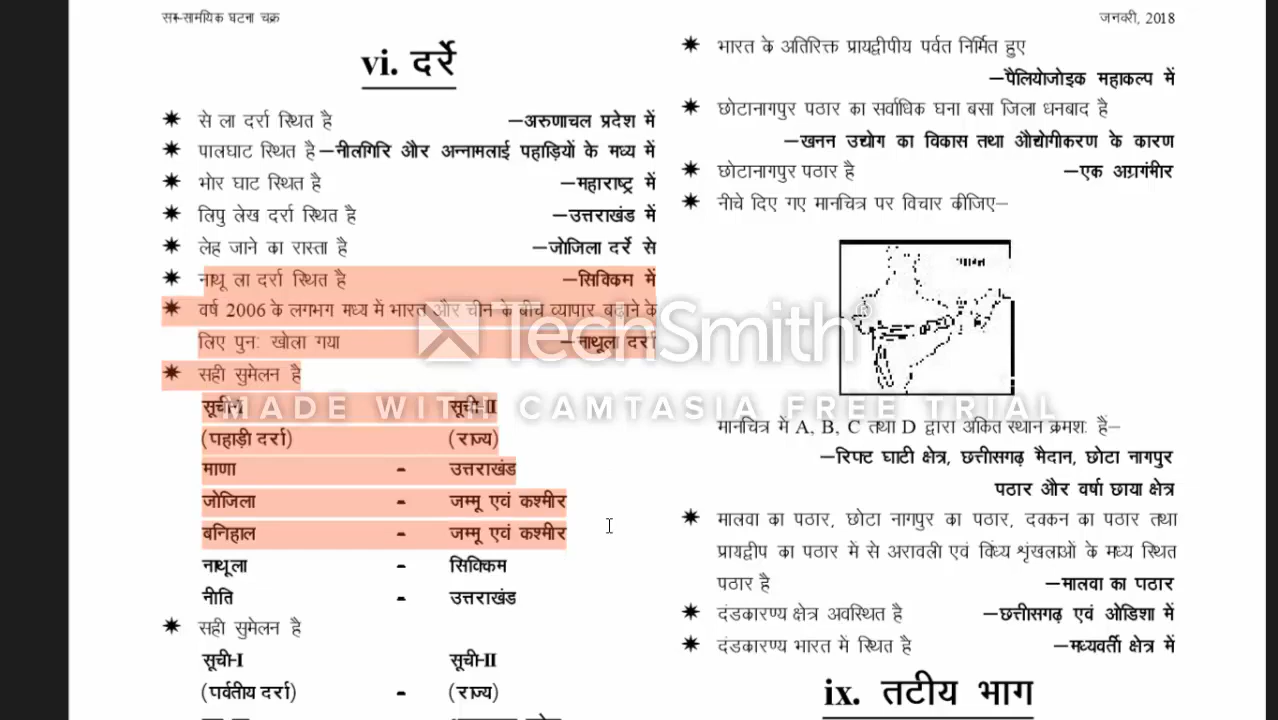 सम-सामयिक घटना चक्र
जनवरी, 2018
vi. दर्रे
✷ से ला दर्रा स्थित है –अरुणाचल प्रदेश में
✷ पालघाट स्थित है –नीलगिरि और अन्नामलाई पहाड़ियों के मध्य में
✷ भोर घाट स्थित है –महाराष्ट्र में
✷ लिपु लेख दर्रा स्थित है –उत्तराखंड में
✷ लेह जाने का रास्ता है –जोजिला दर्रे से
✷ नाथू ला दर्रा स्थित है –सिक्किम में
✷ वर्ष 2006 के लगभग मध्य में भारत और चीन के बीच व्यापार बढ़ाने के
लिए पुनः खोला गया –नाथूला दर्रा
✷ सही सुमेलन है
सूची-I सूची-II
(पहाड़ी दर्रा) (राज्य)
माणा - उत्तराखंड
जोजिला - जम्मू एवं कश्मीर
बनिहाल - जम्मू एवं कश्मीर
नाथूला - सिक्किम
नीति - उत्तराखंड
✷ सही सुमेलन है
सूची-I सूची-II
(पर्वतीय दर्रा) - (राज्य)
✷ भारत के अतिरिक्त प्रायद्वीपीय पर्वत निर्मित हुए
–पैलियोजोइक महाकल्प में
✷ छोटानागपुर पठार का सर्वाधिक घना बसा जिला धनबाद है
–खनन उद्योग का विकास तथा औद्योगीकरण के कारण
✷ छोटानागपुर पठार है –एक अग्रगंभीर
✷ नीचे दिए गए मानचित्र पर विचार कीजिए–
भारत
मानचित्र में A, B, C तथा D द्वारा अंकित स्थान क्रमशः हैं–
–रिफ्ट घाटी क्षेत्र, छत्तीसगढ़ मैदान, छोटा नागपुर
पठार और वर्षा छाया क्षेत्र
✷ मालवा का पठार, छोटा नागपुर का पठार, दक्कन का पठार तथा
प्रायद्वीप का पठार में से अरावली एवं विंध्य श्रृंखलाओं के मध्य स्थित
पठार है –मालवा का पठार
✷ दंडकारण्य क्षेत्र अवस्थित है –छत्तीसगढ़ एवं ओडिशा में
✷ दंडकारण्य भारत में स्थित है –मध्यवर्ती क्षेत्र में
ix. तटीय भाग
TechSmith®
MADE WITH CAMTASIA FREE TRIAL